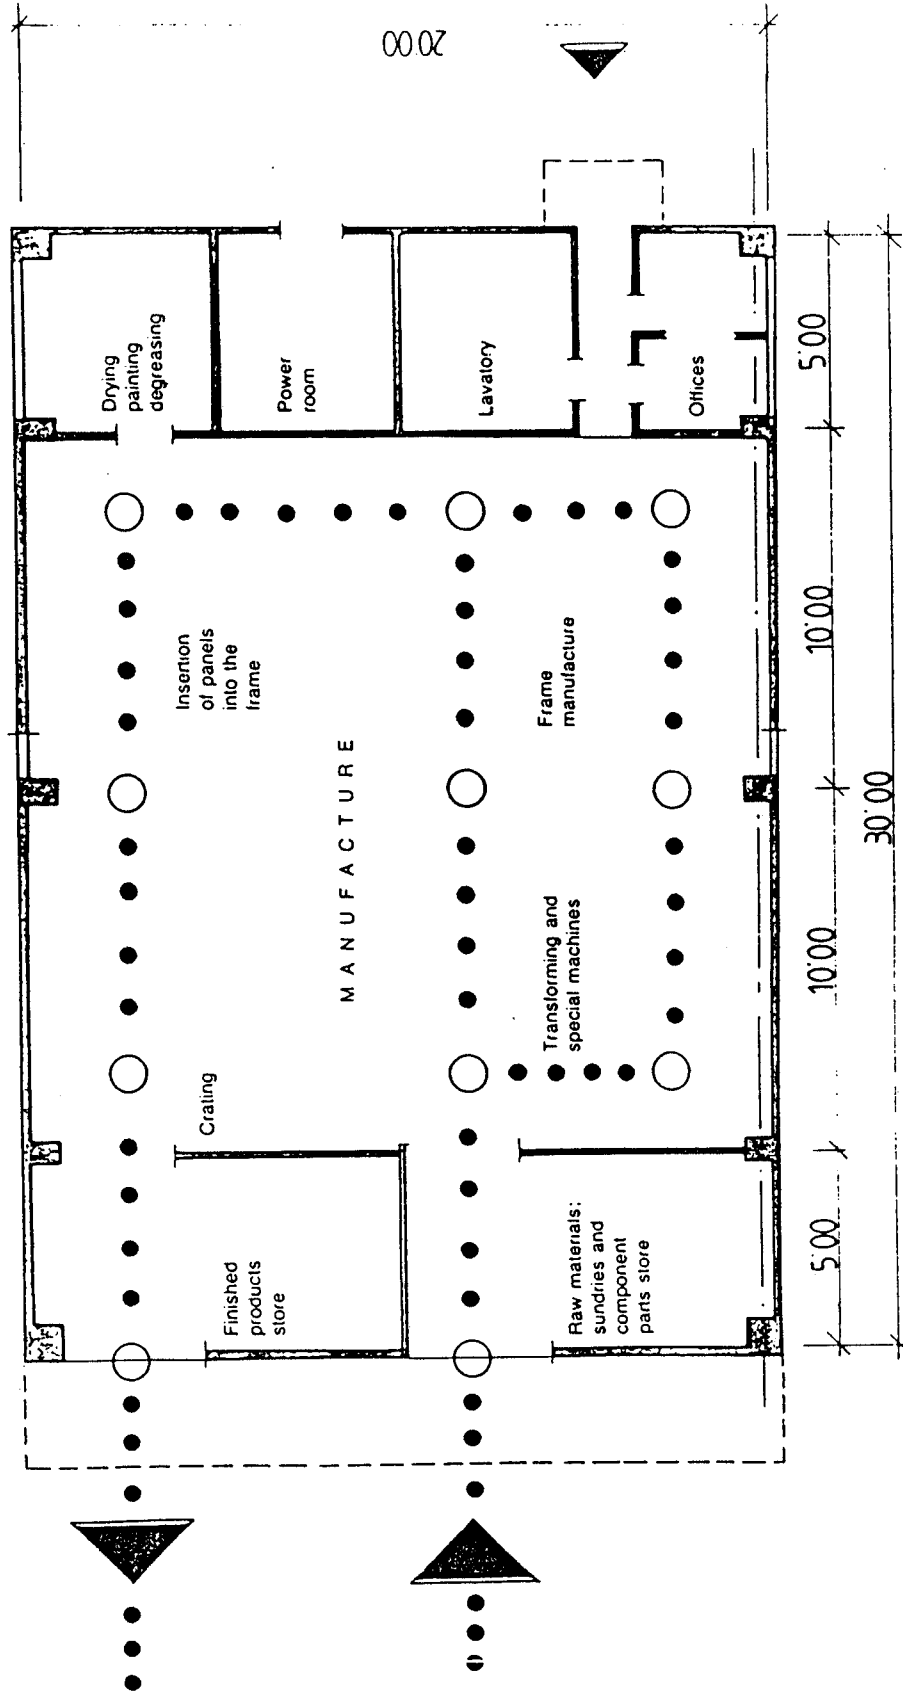 20.00
Drying
painting
degreasing
Power
room
Lavatory
Offices
5.00
Insertion
of panels
into the
frame
Frame
manufacture
10.00
MANUFACTURE
30.00
Transforming and
special machines
10.00
Crating
Finished
products
store
Raw materials:
sundries and
component
parts store
5.00